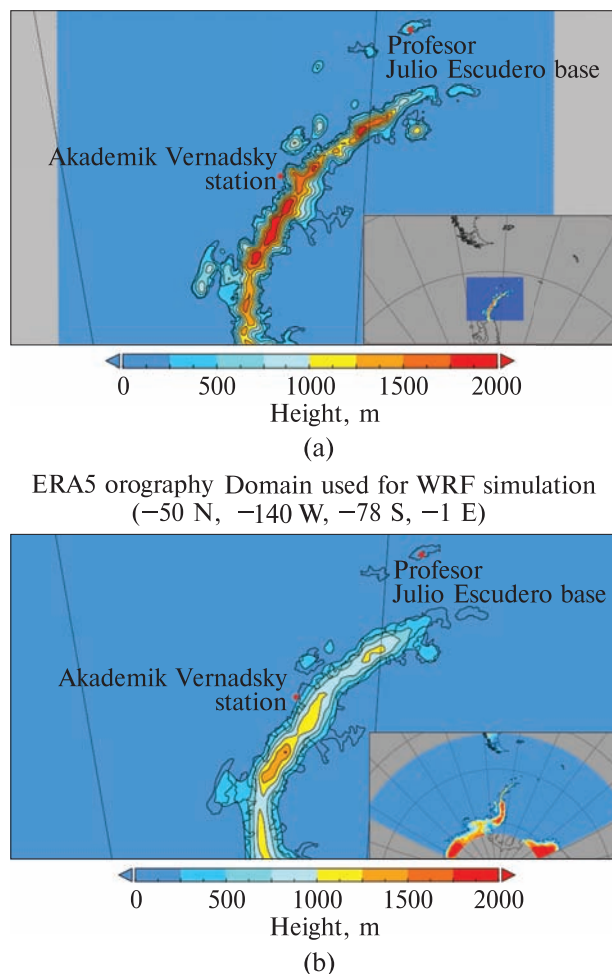 Profesor
Julio Escudero base
Akademik Vernadsky
station
0 500 1000 1500 2000
Height, m
(a)
ERA5 orography Domain used for WRF simulation
(−50 N, −140 W, −78 S, −1 E)
Profesor
Julio Escudero base
Akademik Vernadsky
station
0 500 1000 1500 2000
Height, m
(b)